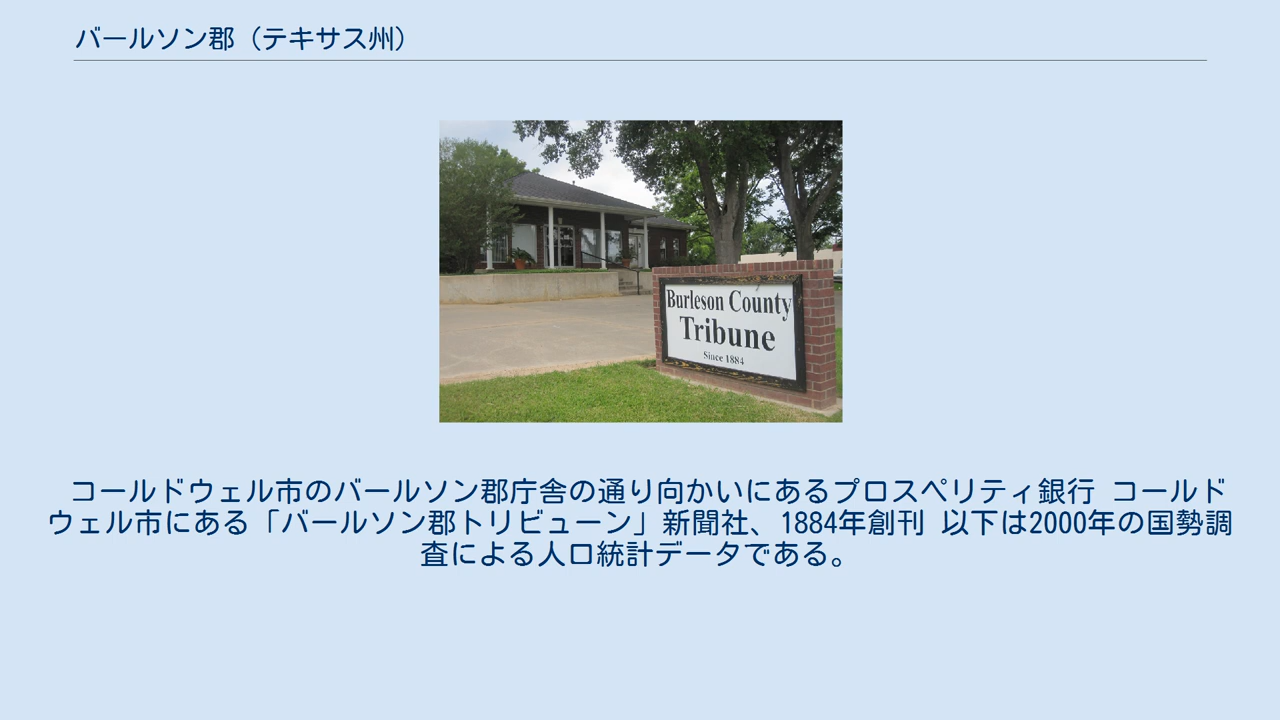 バールソン郡（テキサス州）
Burleson County
Tribune
Since 1884
コールドウェル市のバールソン郡庁舎の通り向かいにあるプロスペリティ銀行 コールド
ウェル市にある「バールソン郡トリビューン」新聞社、1884年創刊 以下は2000年の国勢調
査による人口統計データである。